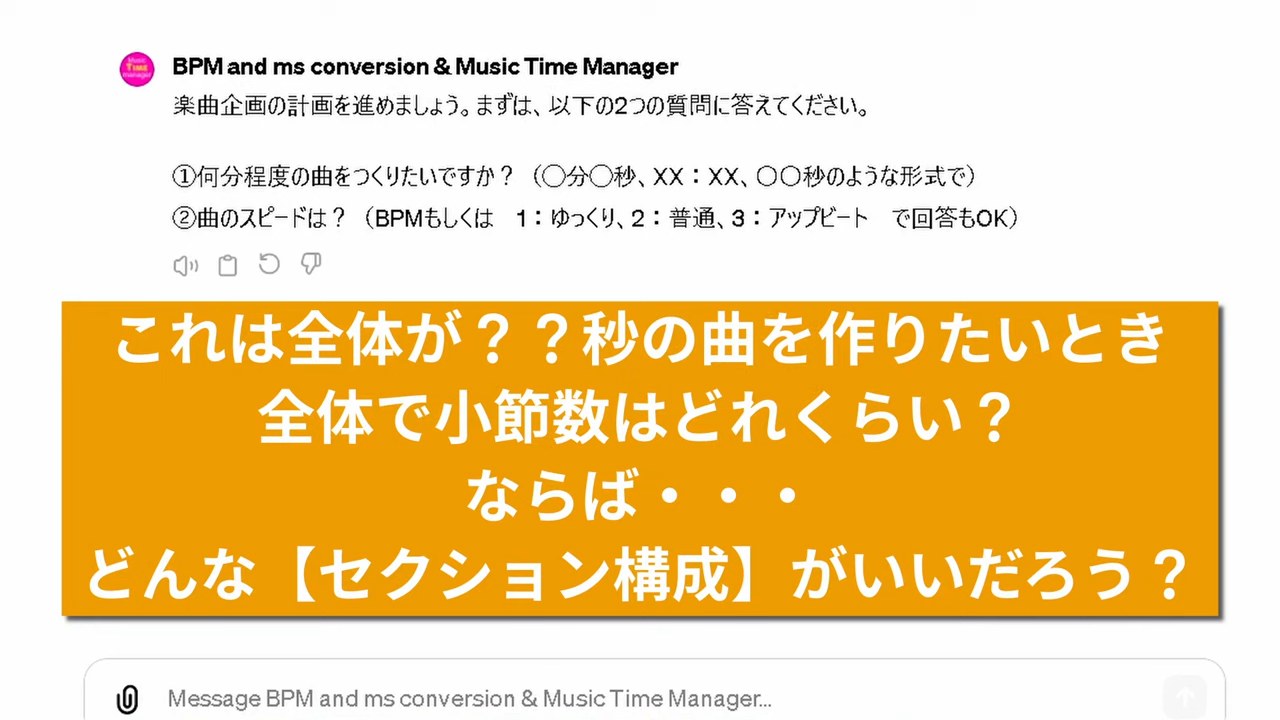 Music TIME manager
BPM and ms conversion & Music Time Manager
楽曲企画の計画を進めましょう。まずは、以下の2つの質問に答えてください。
①何分程度の曲をつくりたいですか？（◯分◯秒、XX：XX、〇〇秒のような形式で）
②曲のスピードは？（BPMもしくは　1：ゆっくり、2：普通、3：アップビート　で回答もOK）
これは全体が？？秒の曲を作りたいとき
全体で小節数はどれくらい？
ならば・・・
どんな【セクション構成】がいいだろう？
Message BPM and ms conversion & Music Time Manager...